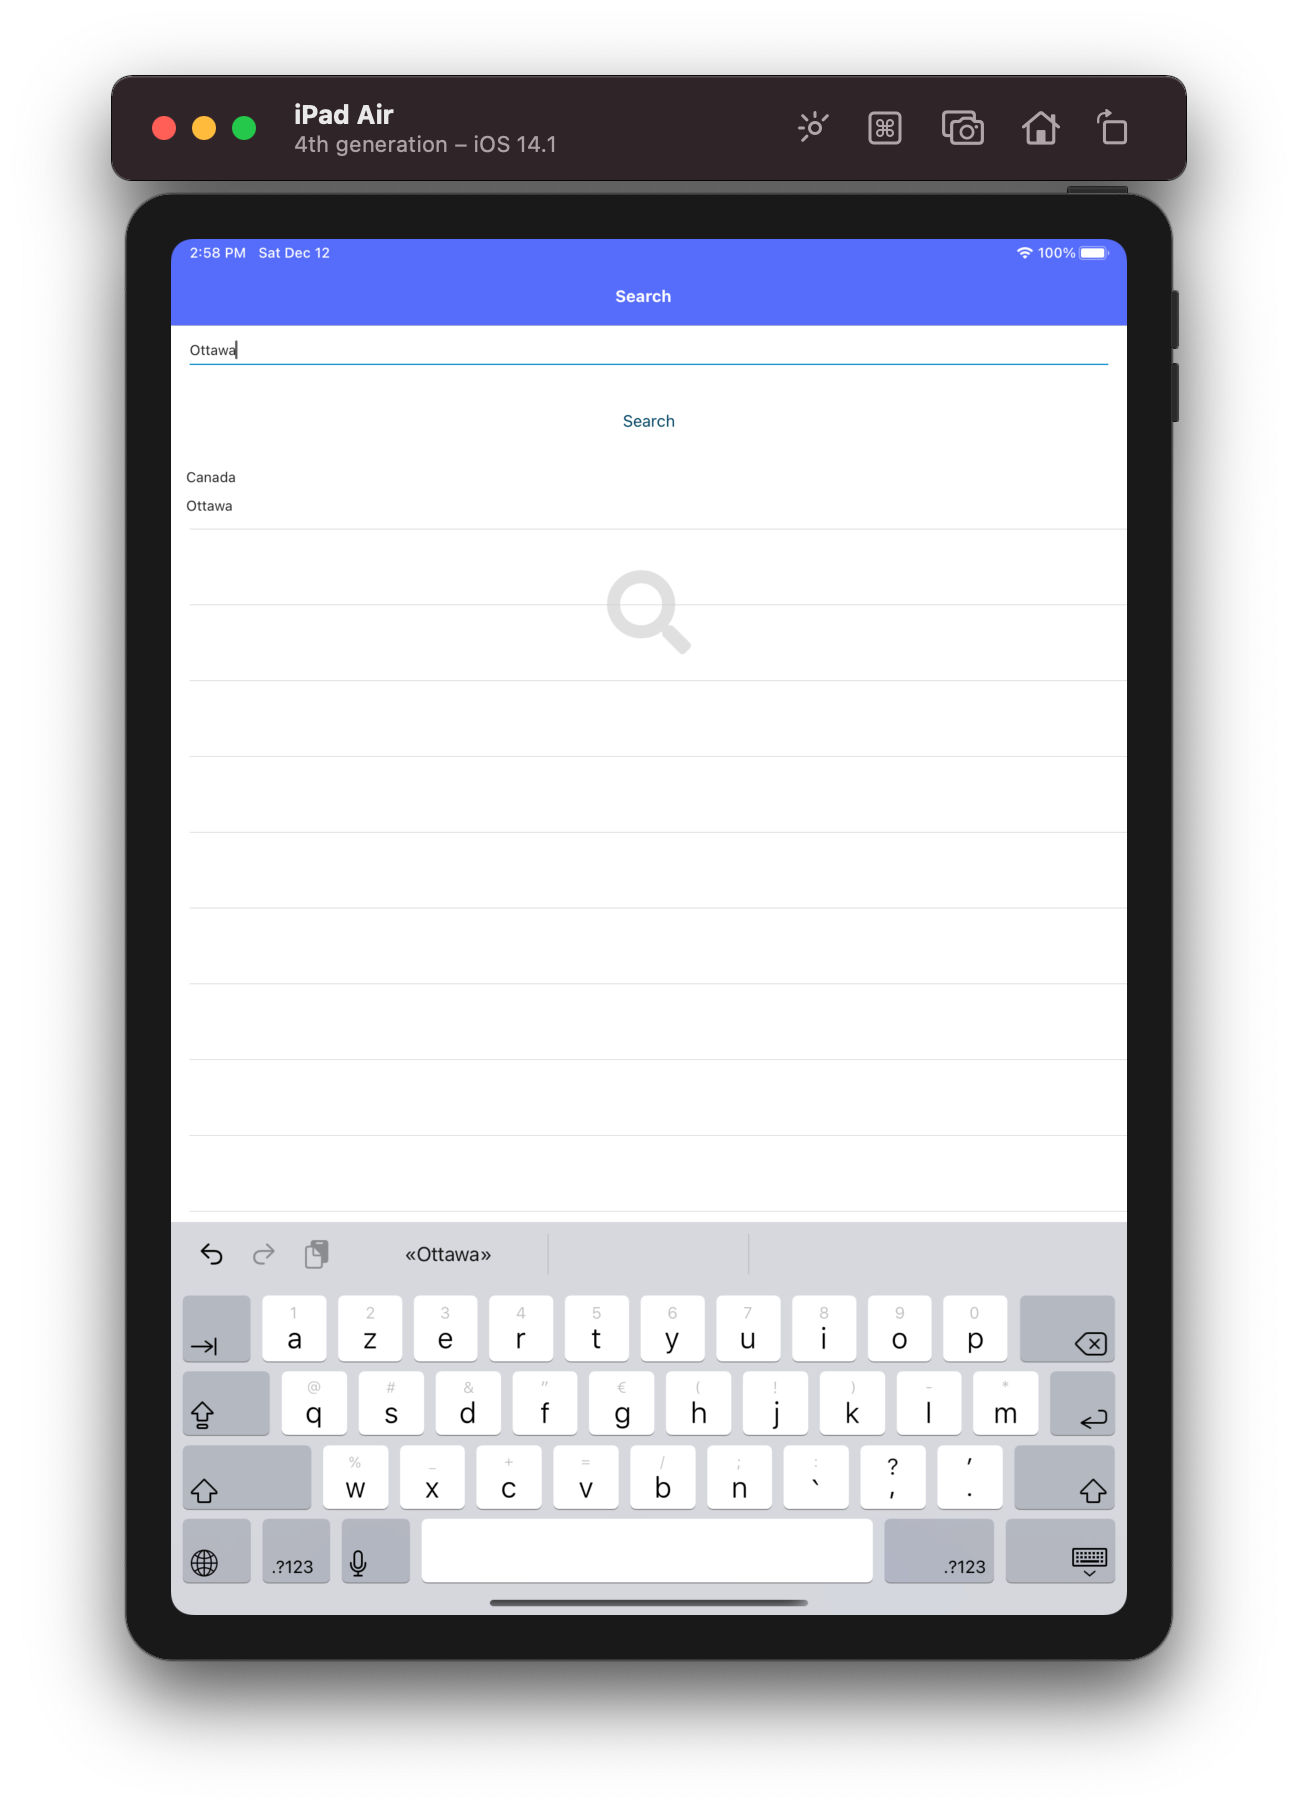 iPad Air
4th generation – iOS 14.1
2:58 PM Sat Dec 12 100%
Search
Ottawa
Search
Canada
Ottawa
«Ottawa»
1 2 3 4 5 6 7 8 9 0
a z e r t y u i o p
@ # & " € ( ! ) - *
q s d f g h j k l m
% _ + = / ; : ? '
w x c v b n ` , .
.?123 .?123